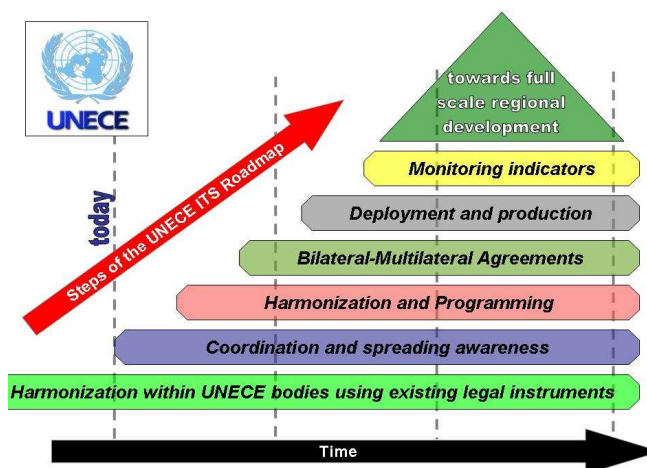 UNECE
today
Steps of the UNECE ITS Roadmap
towards full
scale regional
development
Monitoring indicators
Deployment and production
Bilateral-Multilateral Agreements
Harmonization and Programming
Coordination and spreading awareness
Harmonization within UNECE bodies using existing legal instruments
Time